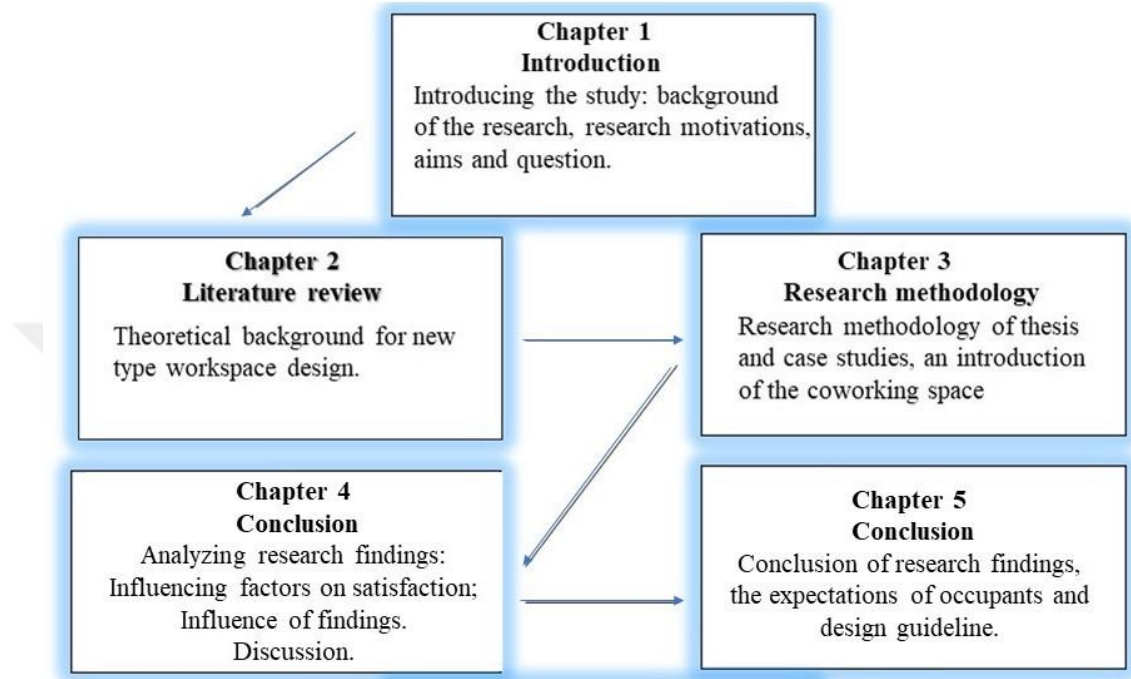 Chapter 1
Introduction
Introducing the study: background
of the research, research motivations,
aims and question.
Chapter 2
Literature review
Theoretical background for new
type workspace design.
Chapter 3
Research methodology
Research methodology of thesis
and case studies, an introduction
of the coworking space
Chapter 4
Conclusion
Analyzing research findings:
Influencing factors on satisfaction;
Influence of findings.
Discussion.
Chapter 5
Conclusion
Conclusion of research findings,
the expectations of occupants and
design guideline.